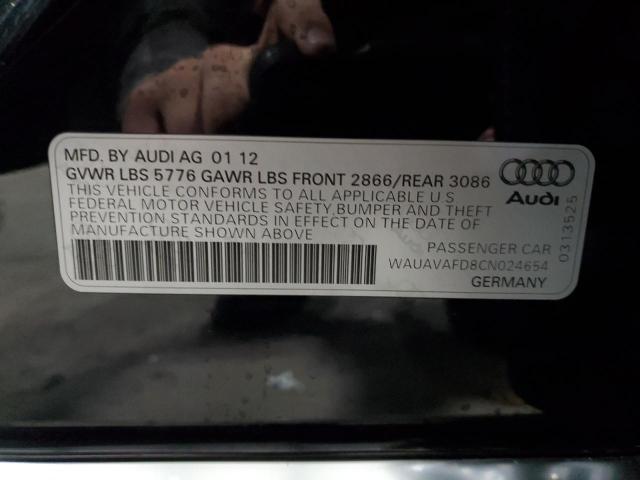 MFD. BY AUDI AG 01 12
GVWR LBS 5776 GAWR LBS FRONT 2866/REAR 3086
THIS VEHICLE CONFORMS TO ALL APPLICABLE U.S
FEDERAL MOTOR VEHICLE SAFETY,BUMPER AND THEFT
PREVENTION STANDARDS IN EFFECT ON THE DATE OF
MANUFACTURE SHOWN ABOVE
Audi
0313525
PASSENGER CAR
WAUAVAFD8CN024654
GERMANY